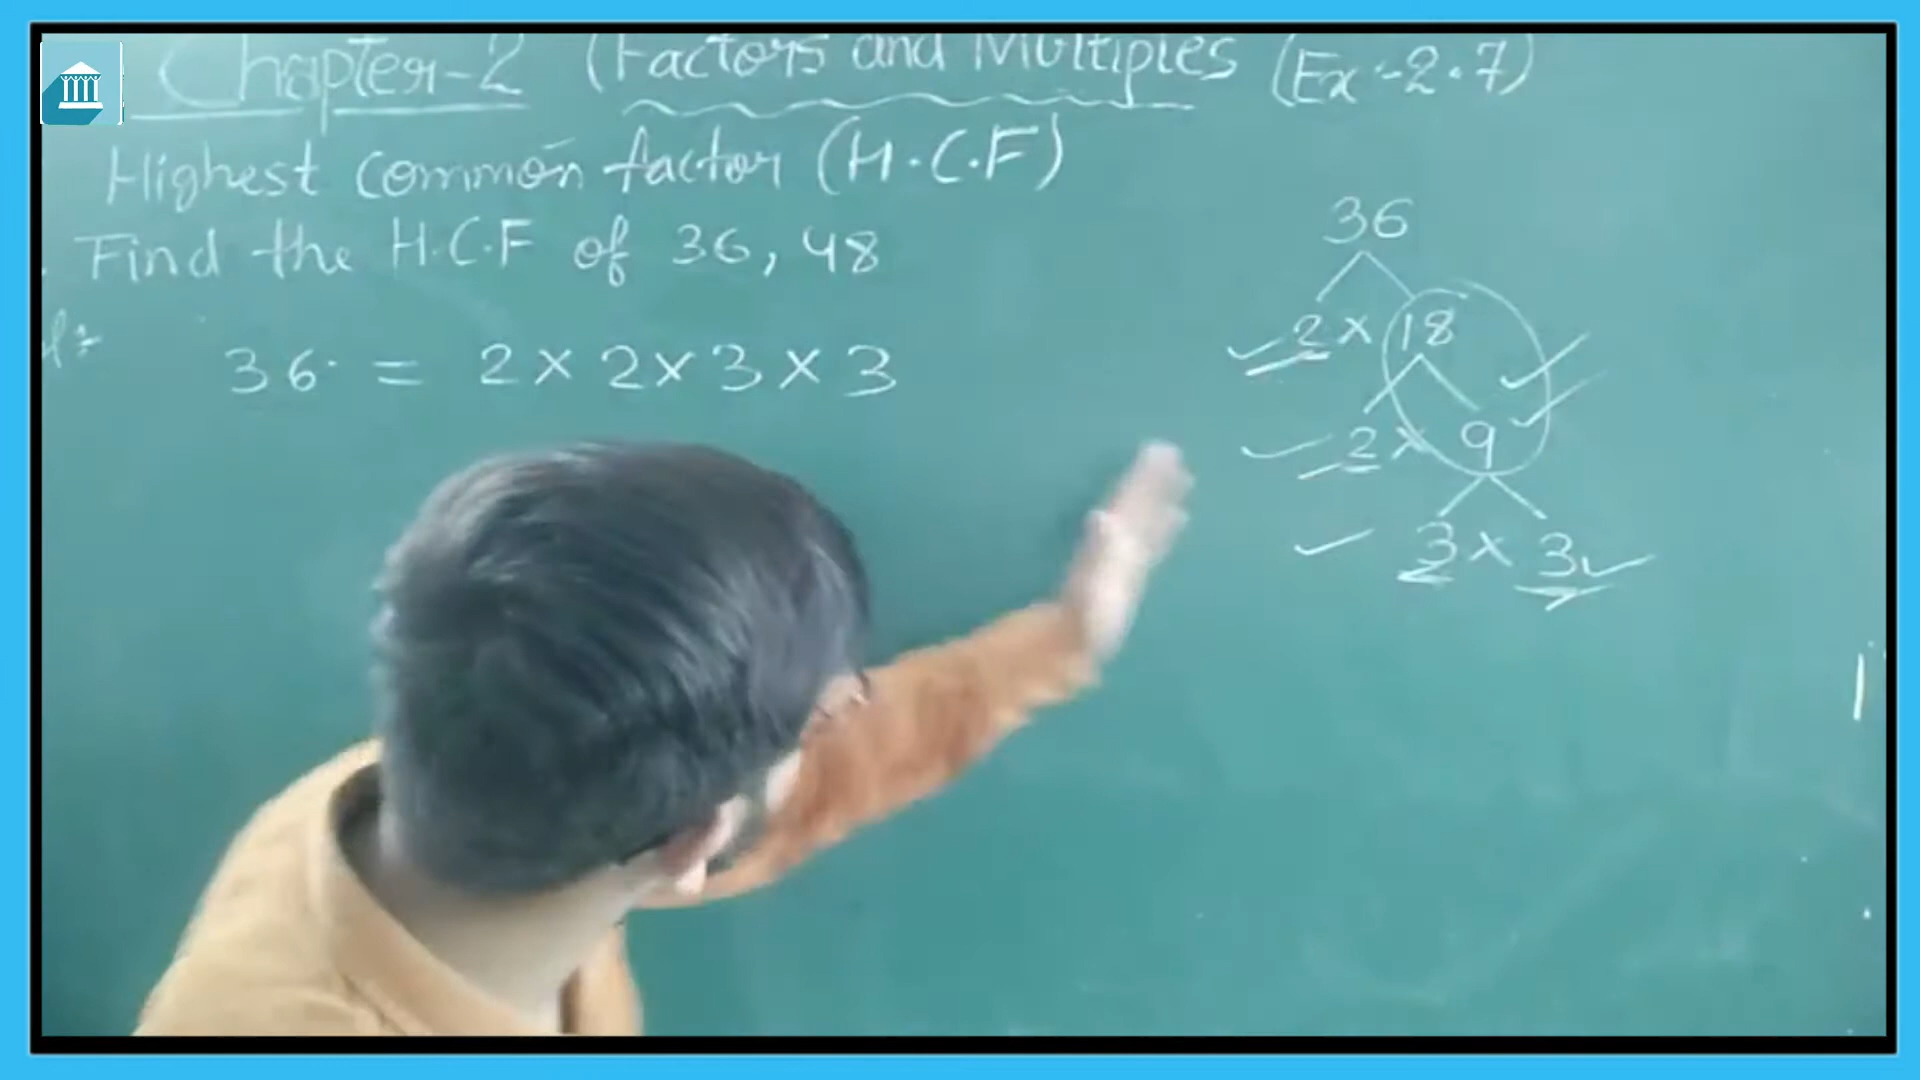 Chapter-2 (Factors and Multiples (Ex-2.7)
Highest common factor (H.C.F)
Find the H.C.F of 36, 48
36 = 2 × 2 × 3 × 3
36
2 × 18
2 × 9
3 × 3